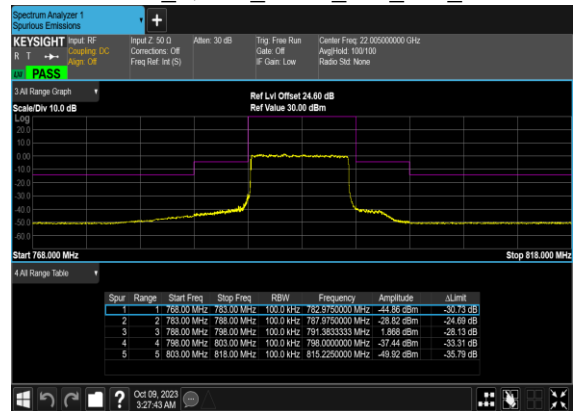 Spectrum Analyzer 1
Spurious Emissions
KEYSIGHT Input: RF Input Z: 50 Ω Atten: 30 dB Trig: Free Run Center Freq: 22.005000000 GHz
R T Coupling: DC Corrections: Off Gate: Off Avg|Hold: 100/100
Align: Off Freq Ref: Int (S) IF Gain: Low Radio Std: None
PASS
3 All Range Graph
Ref Lvl Offset 24.60 dB
Scale/Div 10.0 dB Ref Value 30.00 dBm
Log
20.0
10.0
0.00
-10.0
-20.0
-30.0
-40.0
-50.0
-60.0
Start 768.000 MHz Stop 818.000 MHz
4 All Range Table
Spur Range Start Freq Stop Freq RBW Frequency Amplitude ΔLimit
1 1 768.00 MHz 783.00 MHz 100.0 kHz 782.9750000 MHz -44.86 dBm -30.73 dB
2 2 783.00 MHz 788.00 MHz 100.0 kHz 787.9750000 MHz -28.82 dBm -24.69 dB
3 3 788.00 MHz 798.00 MHz 100.0 kHz 791.3833333 MHz 1.868 dBm -28.13 dB
4 4 798.00 MHz 803.00 MHz 100.0 kHz 798.0000000 MHz -37.44 dBm -33.31 dB
5 5 803.00 MHz 818.00 MHz 100.0 kHz 815.2250000 MHz -49.92 dBm -35.79 dB
? Oct 09, 2023
3:27:43 AM